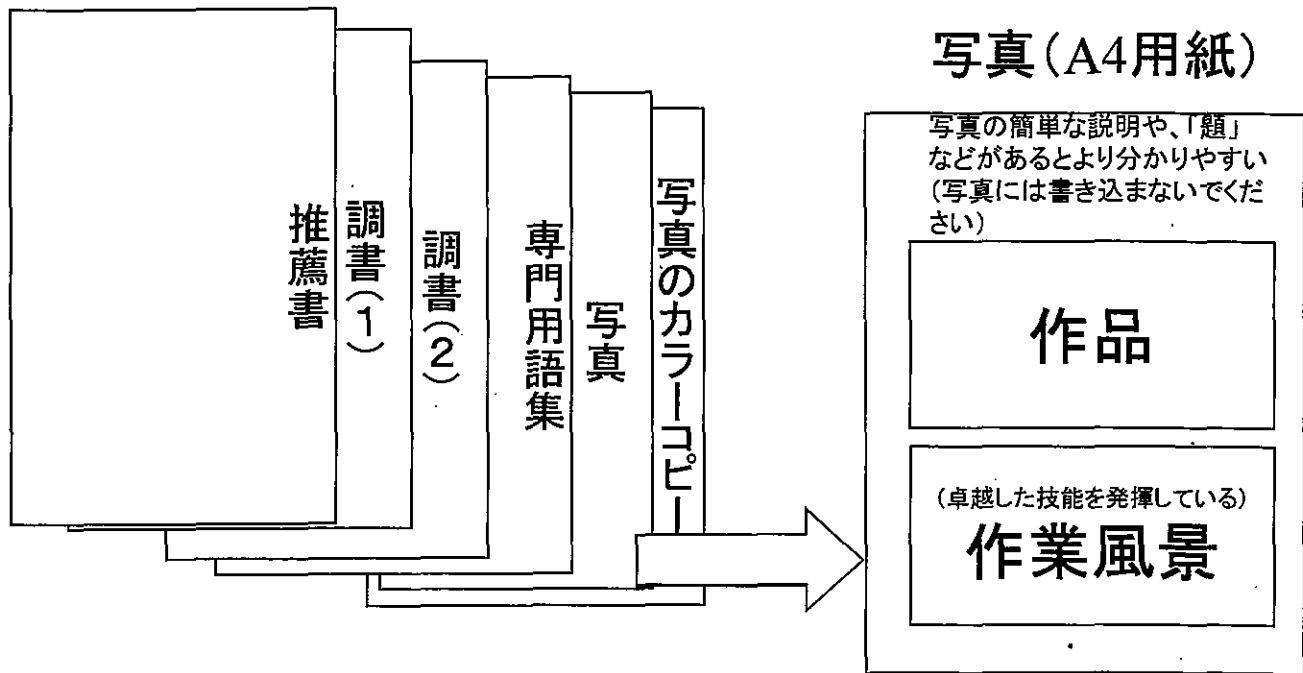 推薦書
調書(1)
調書(2)
専門用語集
写真
写真のカラーコピー
写真(A4用紙)
写真の簡単な説明や、「題」
などがあるとより分かりやすい
(写真には書き込まないでくだ
さい)
作品
(卓越した技能を発揮している)
作業風景